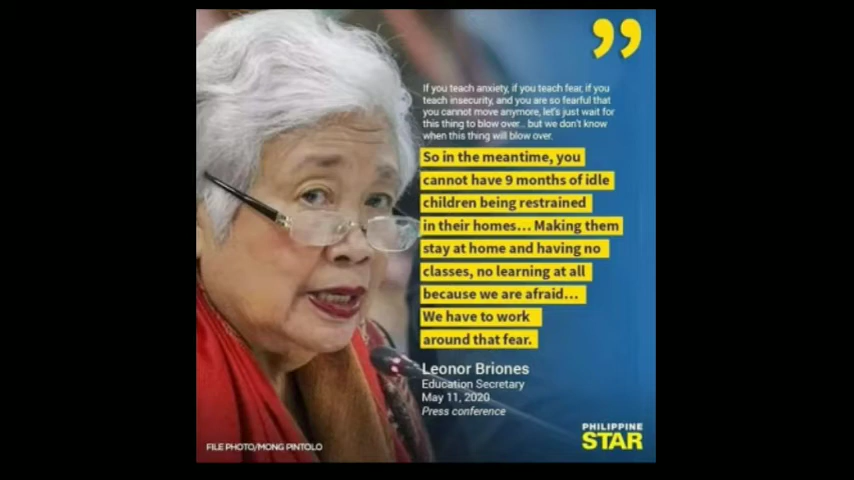 If you teach anxiety, if you teach fear, if you
teach insecurity, and you are so fearful that
you cannot move anymore, let's just wait for
this thing to blow over... but we don't know
when this thing will blow over.
So in the meantime, you
cannot have 9 months of idle
children being restrained
in their homes... Making them
stay at home and having no
classes, no learning at all
because we are afraid...
We have to work
around that fear.
Leonor Briones
Education Secretary
May 11, 2020
Press conference
PHILIPPINE
STAR
FILE PHOTO/MONG PINTOLO